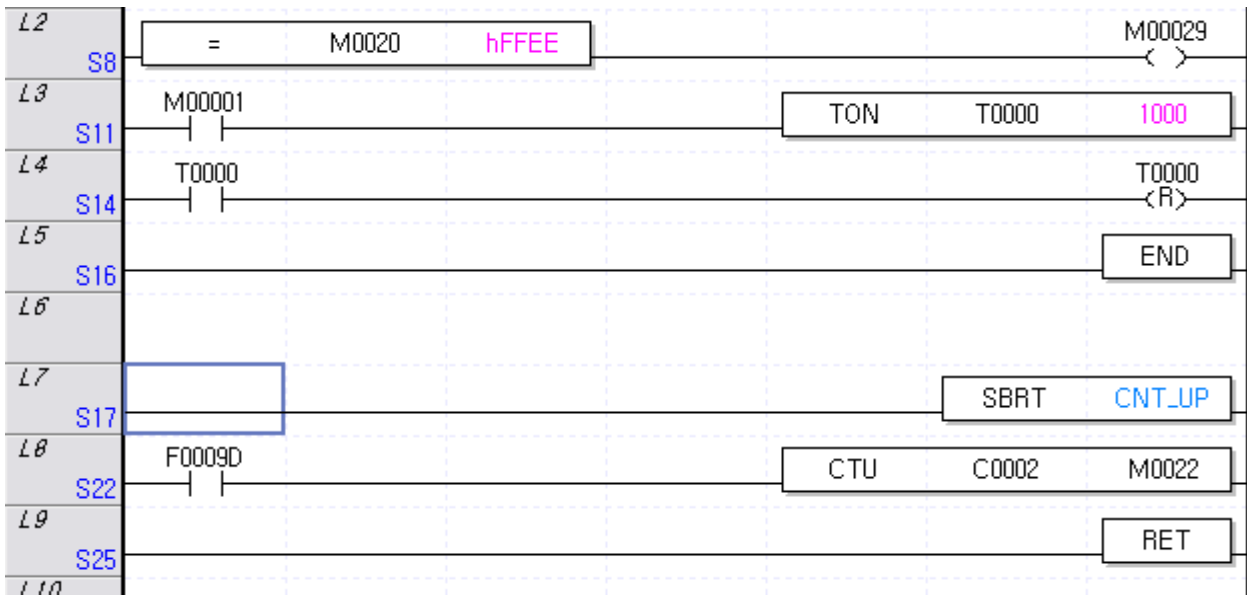 L2
= M0020 hFFEE M00029
S8
L3
M00001
TON T0000 1000
S11
L4
T0000 T0000
R
S14
L5
END
S16
L6
L7
SBRT CNT_UP
S17
L8
F0009D
CTU C0002 M0022
S22
L9
RET
S25
L10